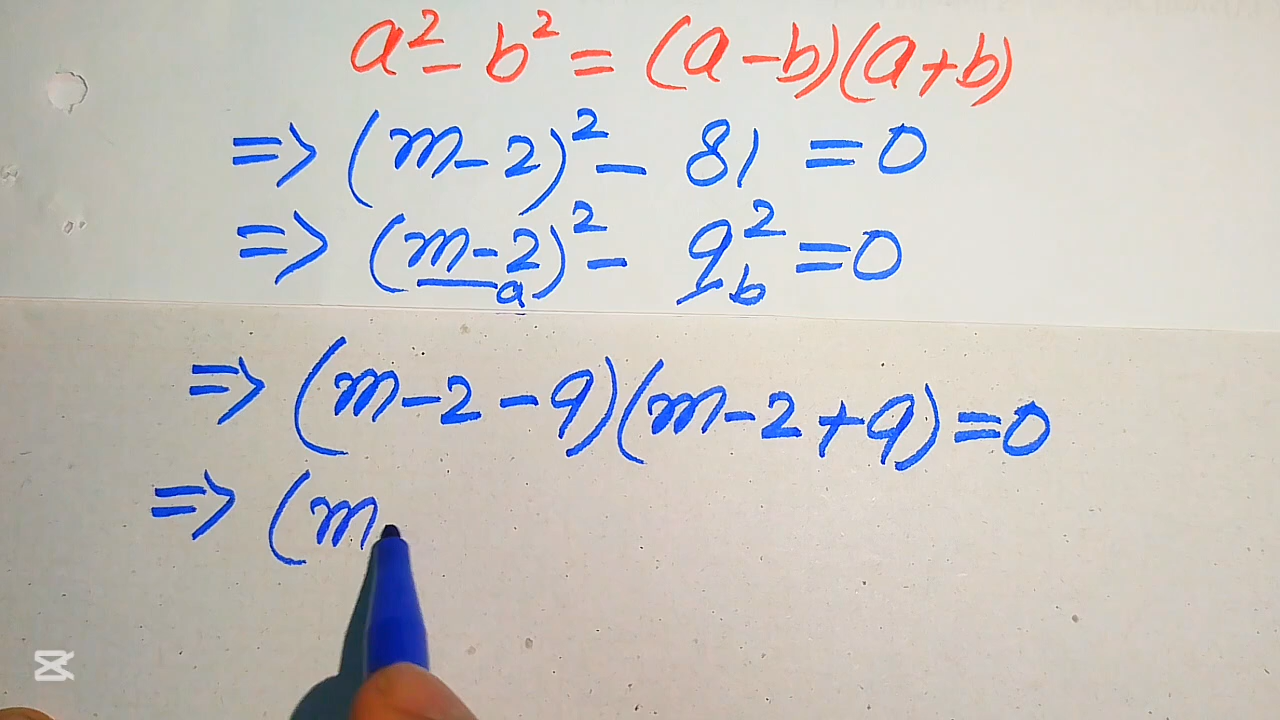 a² - b² = (a-b)(a+b)
=> (m-2)² - 81 = 0
=> (m-2)² - 9² = 0
a b
=> (m-2-9)(m-2+9)=0
=> (m